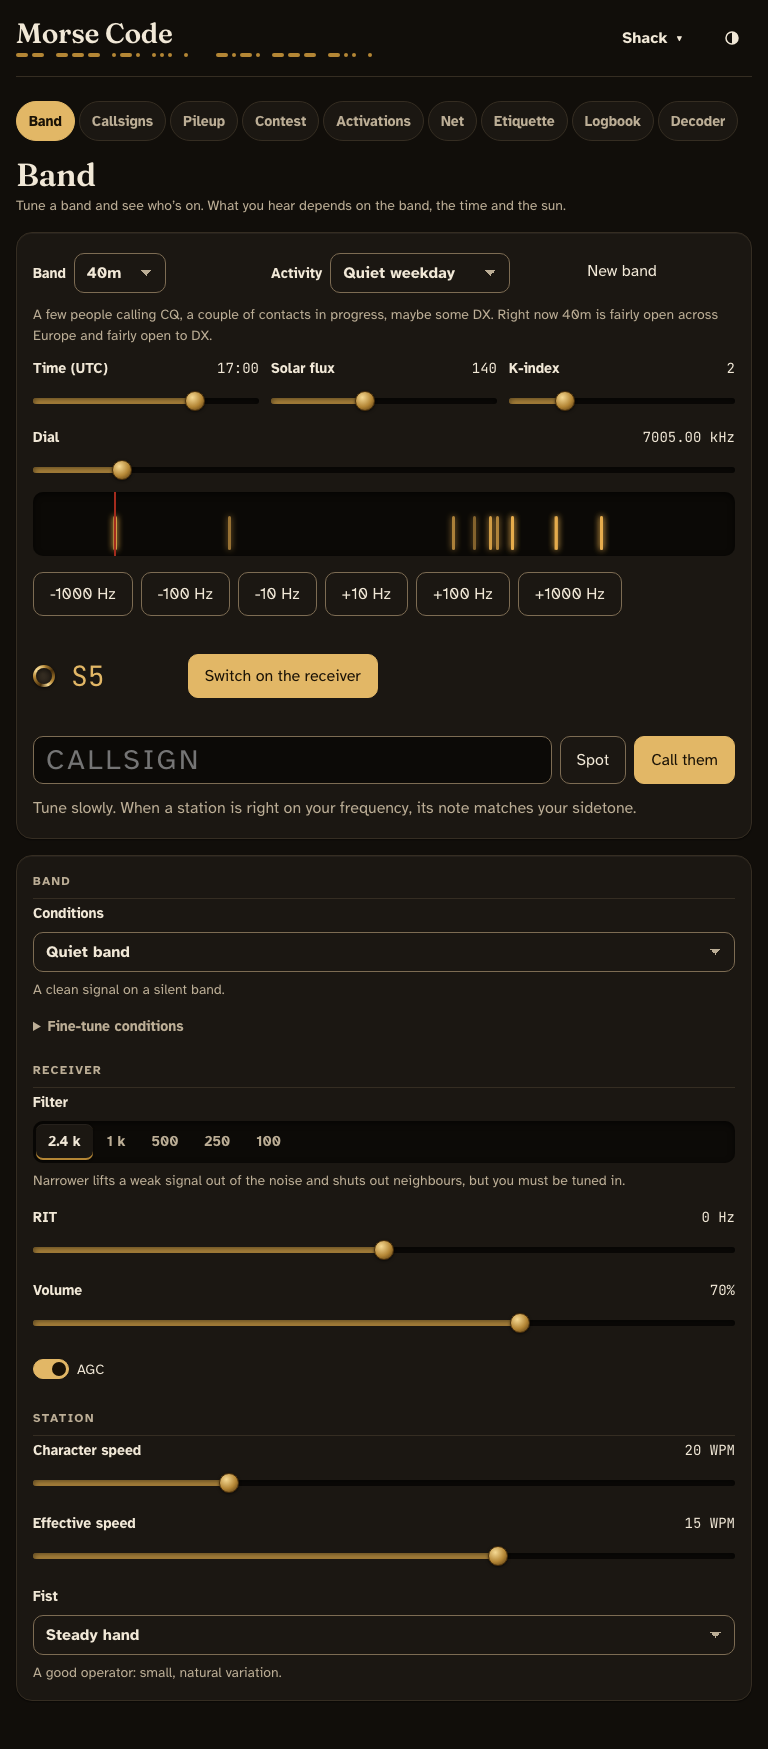 Morse Code
Shack ▾
Band Callsigns Pileup Contest Activations Net Etiquette Logbook Decoder
Band
Tune a band and see who's on. What you hear depends on the band, the time and the sun.
Band 40m Activity Quiet weekday New band
A few people calling CQ, a couple of contacts in progress, maybe some DX. Right now 40m is fairly open across
Europe and fairly open to DX.
Time (UTC) 17:00 Solar flux 140 K-index 2
Dial 7005.00 kHz
-1000 Hz -100 Hz -10 Hz +10 Hz +100 Hz +1000 Hz
S5 Switch on the receiver
CALLSIGN Spot Call them
Tune slowly. When a station is right on your frequency, its note matches your sidetone.
BAND
Conditions
Quiet band
A clean signal on a silent band.
▶ Fine-tune conditions
RECEIVER
Filter
2.4 k 1 k 500 250 100
Narrower lifts a weak signal out of the noise and shuts out neighbours, but you must be tuned in.
RIT 0 Hz
Volume 70%
AGC
STATION
Character speed 20 WPM
Effective speed 15 WPM
Fist
Steady hand
A good operator: small, natural variation.